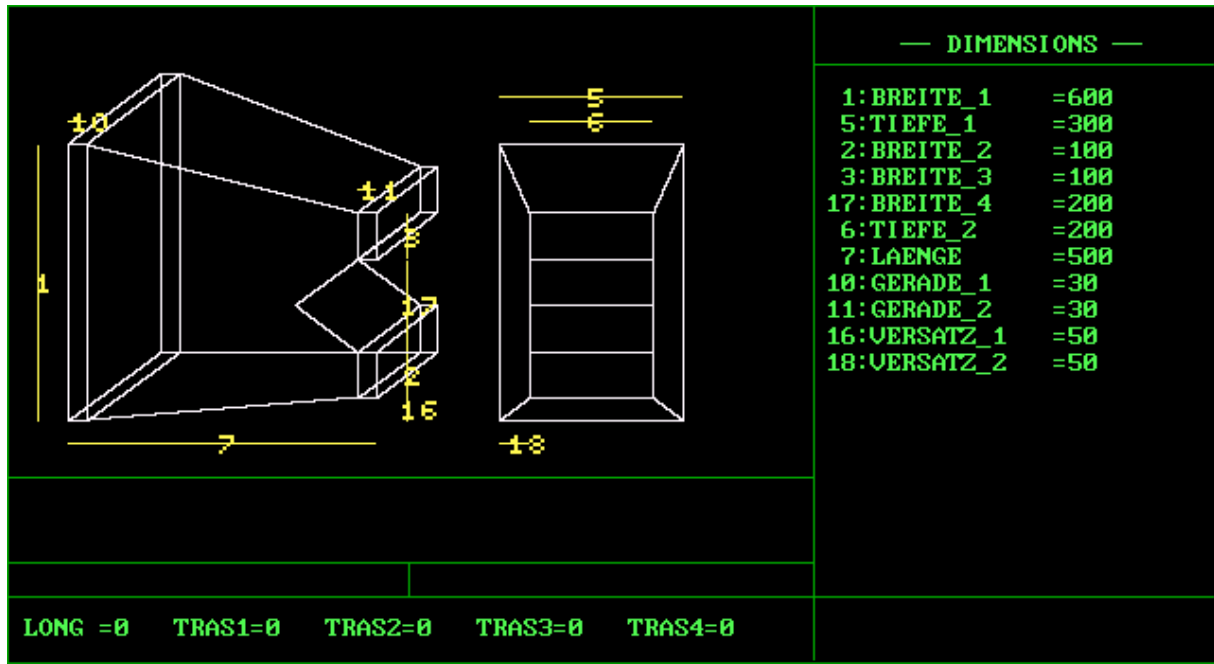 — DIMENSIONS —
1:BREITE_1 =600
5:TIEFE_1 =300
2:BREITE_2 =100
3:BREITE_3 =100
17:BREITE_4 =200
6:TIEFE_2 =200
7:LAENGE =500
10:GERADE_1 =30
11:GERADE_2 =30
16:VERSATZ_1 =50
18:VERSATZ_2 =50
5
10
6
11
3
1
17
2
16
7
18
LONG =0 TRAS1=0 TRAS2=0 TRAS3=0 TRAS4=0